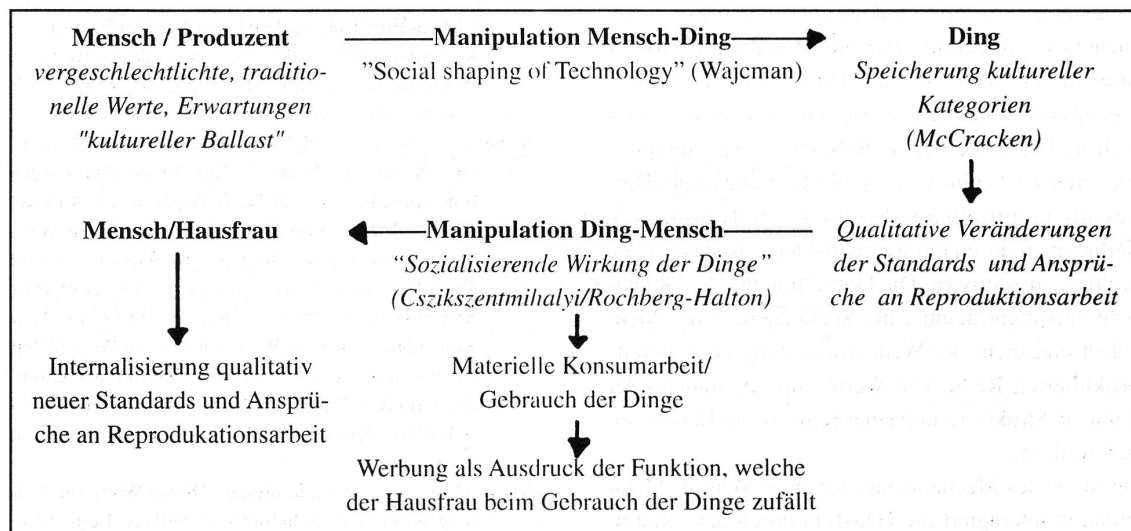 Mensch / Produzent
Manipulation Mensch-Ding
Ding
vergeschlechtlichte, traditio-
nelle Werte, Erwartungen
"kultureller Ballast"
"Social shaping of Technology" (Wajcman)
Speicherung kultureller
Kategorien
(McCracken)
Mensch/Hausfrau
Manipulation Ding-Mensch
Qualitative Veränderungen
der Standards und Ansprü-
che an Reproduktionsarbeit
"Sozialisierende Wirkung der Dinge"
(Cszikszentmihalyi/Rochberg-Halton)
Internalisierung qualitativ
neuer Standards und Ansprü-
che an Reprodukationsarbeit
Materielle Konsumarbeit/
Gebrauch der Dinge
Werbung als Ausdruck der Funktion, welche
der Hausfrau beim Gebrauch der Dinge zufällt